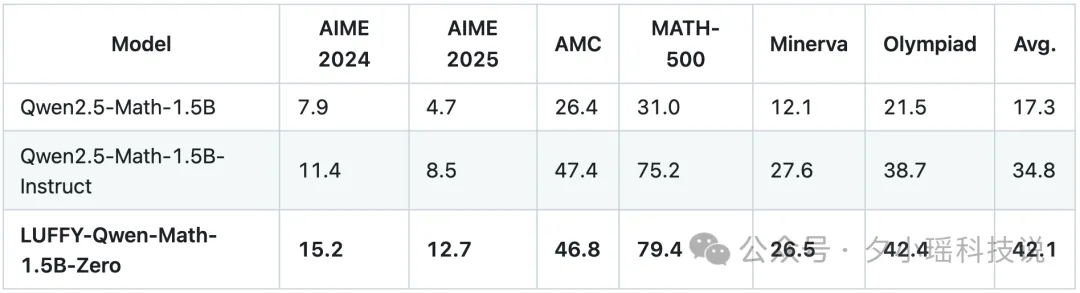 Model AIME 2024 AIME 2025 AMC MATH-500 Minerva Olympiad Avg.
Qwen2.5-Math-1.5B 7.9 4.7 26.4 31.0 12.1 21.5 17.3
Qwen2.5-Math-1.5B-Instruct 11.4 8.5 47.4 75.2 27.6 38.7 34.8
LUFFY-Qwen-Math-1.5B-Zero 15.2 12.7 46.8 79.4 26.5 42.4 42.1
公众号 · 夕小瑶科技说